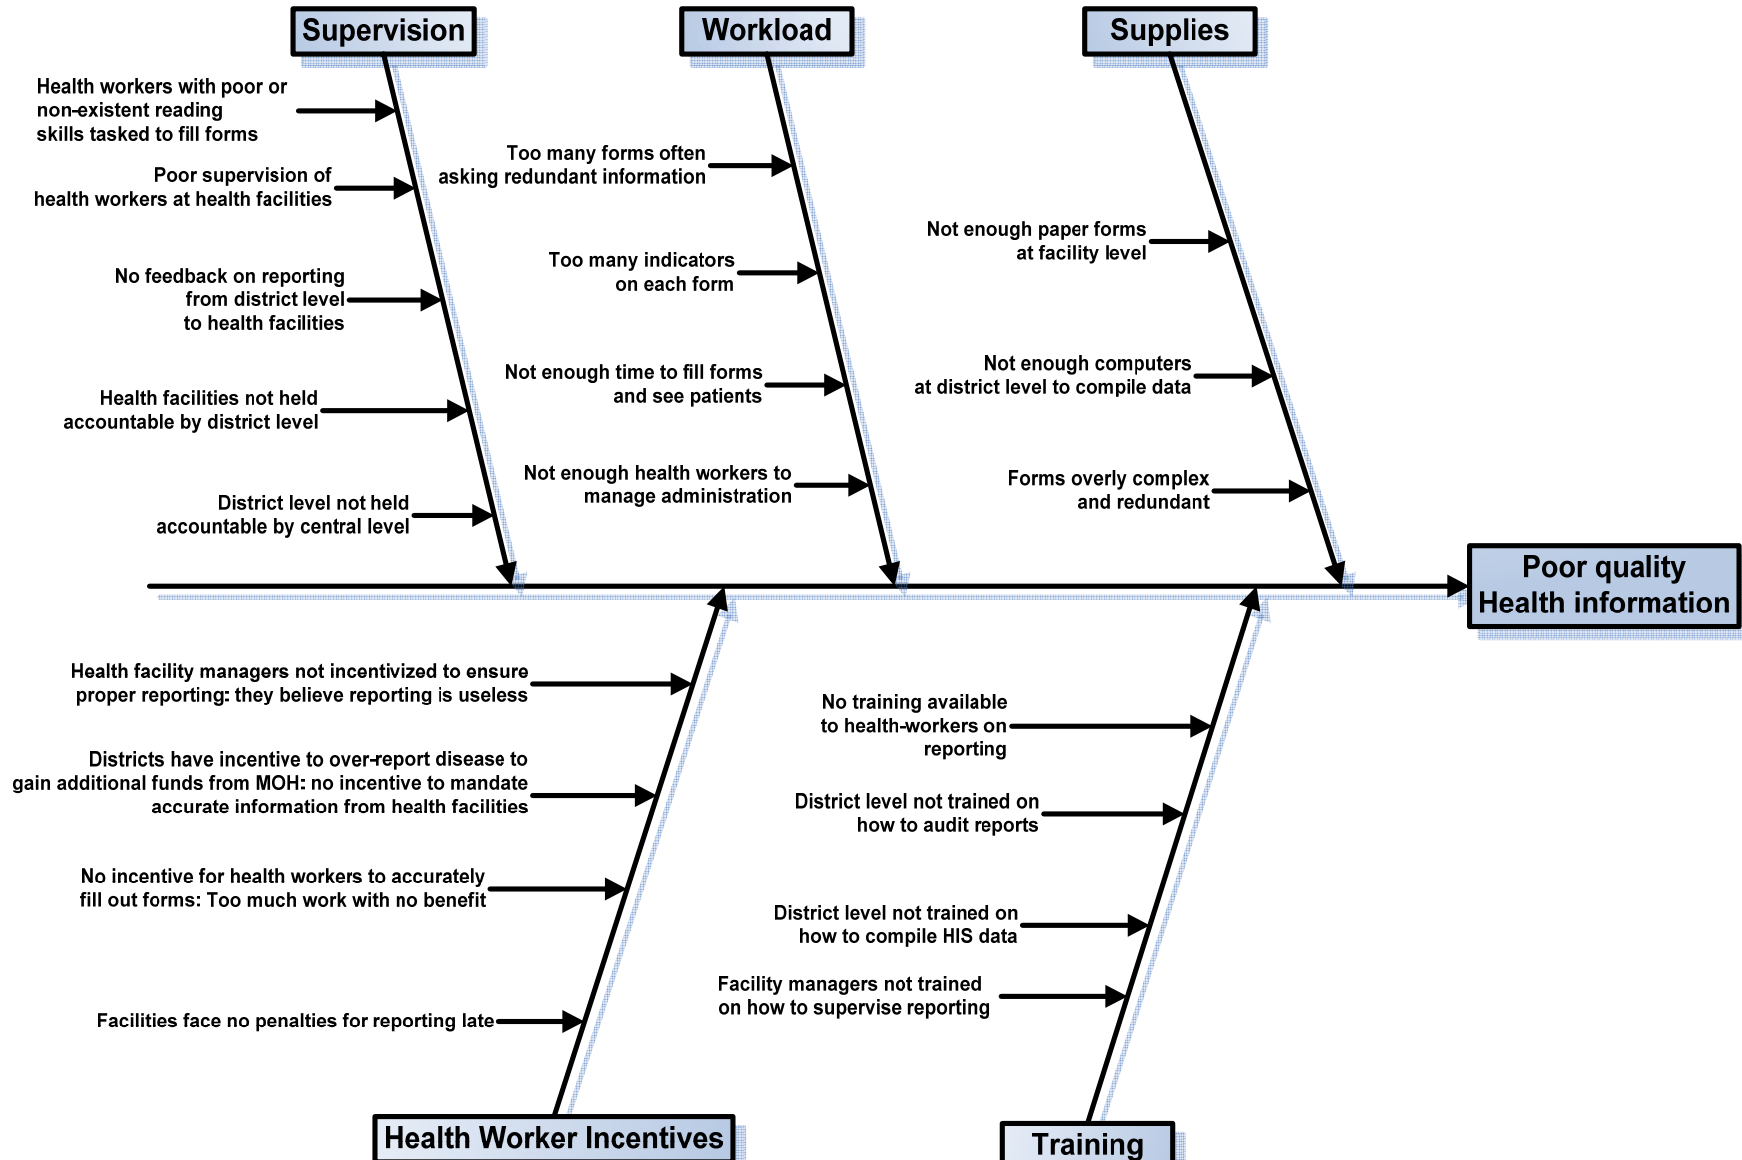 Supervision
Workload
Supplies
Health workers with poor or
non-existent reading
skills tasked to fill forms
Poor supervision of
health workers at health facilities
No feedback on reporting
from district level
to health facilities
Health facilities not held
accountable by district level
District level not held
accountable by central level
Too many forms often
asking redundant information
Too many indicators
on each form
Not enough time to fill forms
and see patients
Not enough health workers to
manage administration
Not enough paper forms
at facility level
Not enough computers
at district level to compile data
Forms overly complex
and redundant
Poor quality
Health information
Health facility managers not incentivized to ensure
proper reporting: they believe reporting is useless
Districts have incentive to over-report disease to
gain additional funds from MOH: no incentive to mandate
accurate information from health facilities
No incentive for health workers to accurately
fill out forms: Too much work with no benefit
Facilities face no penalties for reporting late
No training available
to health-workers on
reporting
District level not trained on
how to audit reports
District level not trained on
how to compile HIS data
Facility managers not trained
on how to supervise reporting
Health Worker Incentives
Training